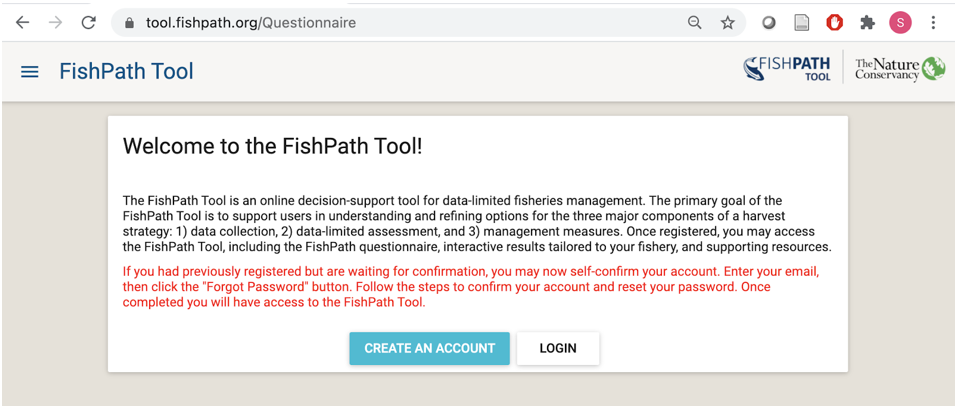 tool.fishpath.org/Questionnaire
S
FishPath Tool
FISHPATH
TOOL
The Nature
Conservancy
Welcome to the FishPath Tool!
The FishPath Tool is an online decision-support tool for data-limited fisheries management. The primary goal of the
FishPath Tool is to support users in understanding and refining options for the three major components of a harvest
strategy: 1) data collection, 2) data-limited assessment, and 3) management measures. Once registered, you may access
the FishPath Tool, including the FishPath questionnaire, interactive results tailored to your fishery, and supporting resources.
If you had previously registered but are waiting for confirmation, you may now self-confirm your account. Enter your email,
then click the "Forgot Password" button. Follow the steps to confirm your account and reset your password. Once
completed you will have access to the FishPath Tool.
CREATE AN ACCOUNT
LOGIN